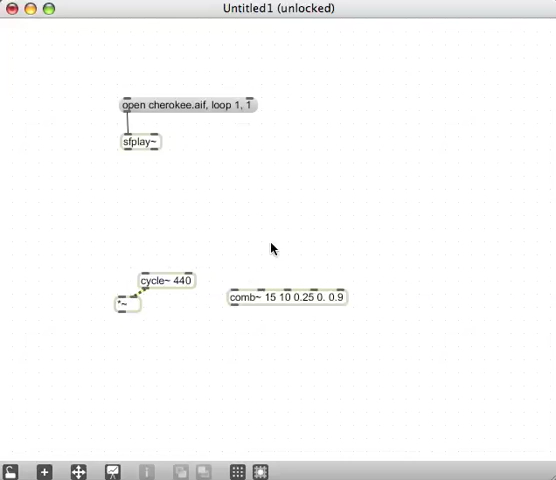 Untitled1 (unlocked)
open cherokee.aif, loop 1, 1
sfplay~
cycle~ 440
*~
comb~ 15 10 0.25 0. 0.9